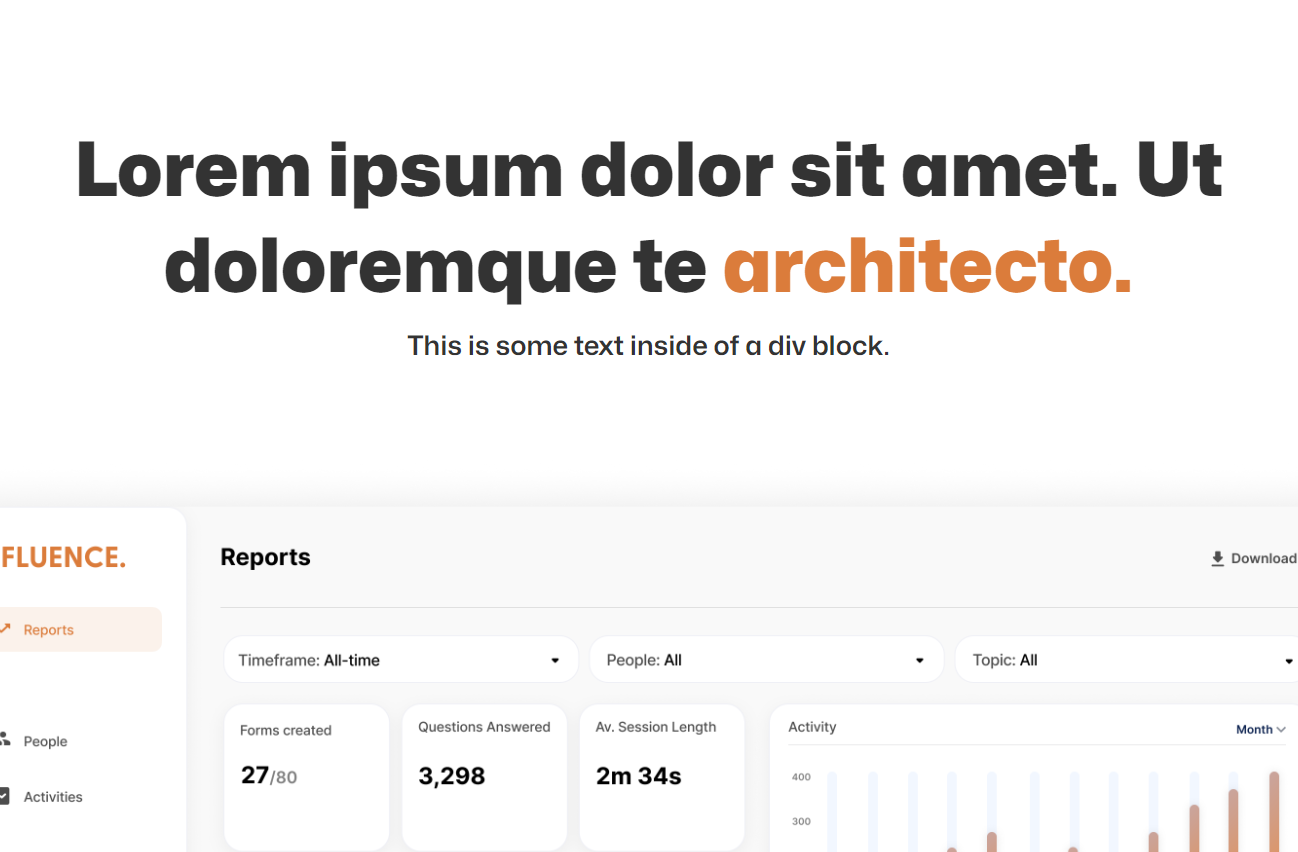 Lorem ipsum dolor sit amet. Ut
doloremque te architecto.
This is some text inside of a div block.
FLUENCE.
Reports
People
Activities
Reports
Download
Timeframe: All-time
People: All
Topic: All
Forms created
27/80
Questions Answered
3,298
Av. Session Length
2m 34s
Activity
Month
400
300